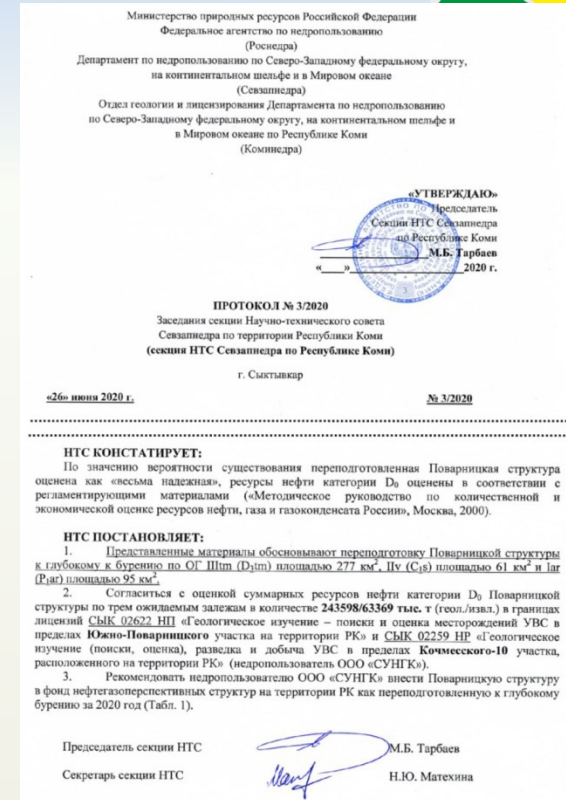 Министерство природных ресурсов Российской Федерации
Федеральное агентство по недропользованию
(Роснедра)
Департамент по недропользованию по Северо-Западному федеральному округу,
на континентальном шельфе и в Мировом океане
(Севзапнедра)
Отдел геологии и лицензирования Департамента по недропользованию
по Северо-Западному федеральному округу, на континентальном шельфе и
в Мировом океане по Республике Коми
(Коминедра)
«УТВЕРЖДАЮ»
Председатель
Секции НТС Севзапнедра
по Республике Коми
М.Б. Тарбаев
«___»____________2020 г.
ПРОТОКОЛ № 3/2020
Заседания секции Научно-технического совета
Севзапнедра по территории Республики Коми
(секция НТС Севзапнедра по Республике Коми)
г. Сыктывкар
«26» июня 2020 г. № 3/2020
НТС КОНСТАТИРУЕТ:
По значению вероятности существования переподготовленная Поварницкая структура
оценена как «весьма надежная», ресурсы нефти категории D₀ оценены в соответствии с
регламентирующими материалами («Методическое руководство по количественной и
экономической оценке ресурсов нефти, газа и газоконденсата России», Москва, 2000).
НТС ПОСТАНОВЛЯЕТ:
1. Представленные материалы обосновывают переподготовку Поварницкой структуры
к глубокому к бурению по ОГ IIItm (D₃tm) площадью 277 км², IIv (C₁s) площадью 61 км² и Iar
(P₁ar) площадью 95 км².
2. Согласиться с оценкой суммарных ресурсов нефти категории D₀ Поварницкой
структуры по трем ожидаемым залежам в количестве 243598/63369 тыс. т (геол./извл.) в границах
лицензий СЫК 02622 НП «Геологическое изучение – поиски и оценка месторождений УВС в
пределах Южно-Поварницкого участка на территории РК» и СЫК 02259 НР «Геологическое
изучение (поиски, оценка), разведка и добыча УВС в пределах Кочмесского-10 участка,
расположенного на территории РК» (недропользователь ООО «СУНГК»).
3. Рекомендовать недропользователю ООО «СУНГК» внести Поварницкую структуру
в фонд нефтегазоперспективных структур на территории РК как переподготовленную к глубокому
бурению за 2020 год (Табл. 1).
Председатель секции НТС М.Б. Тарбаев
Секретарь секции НТС Н.Ю. Матехина